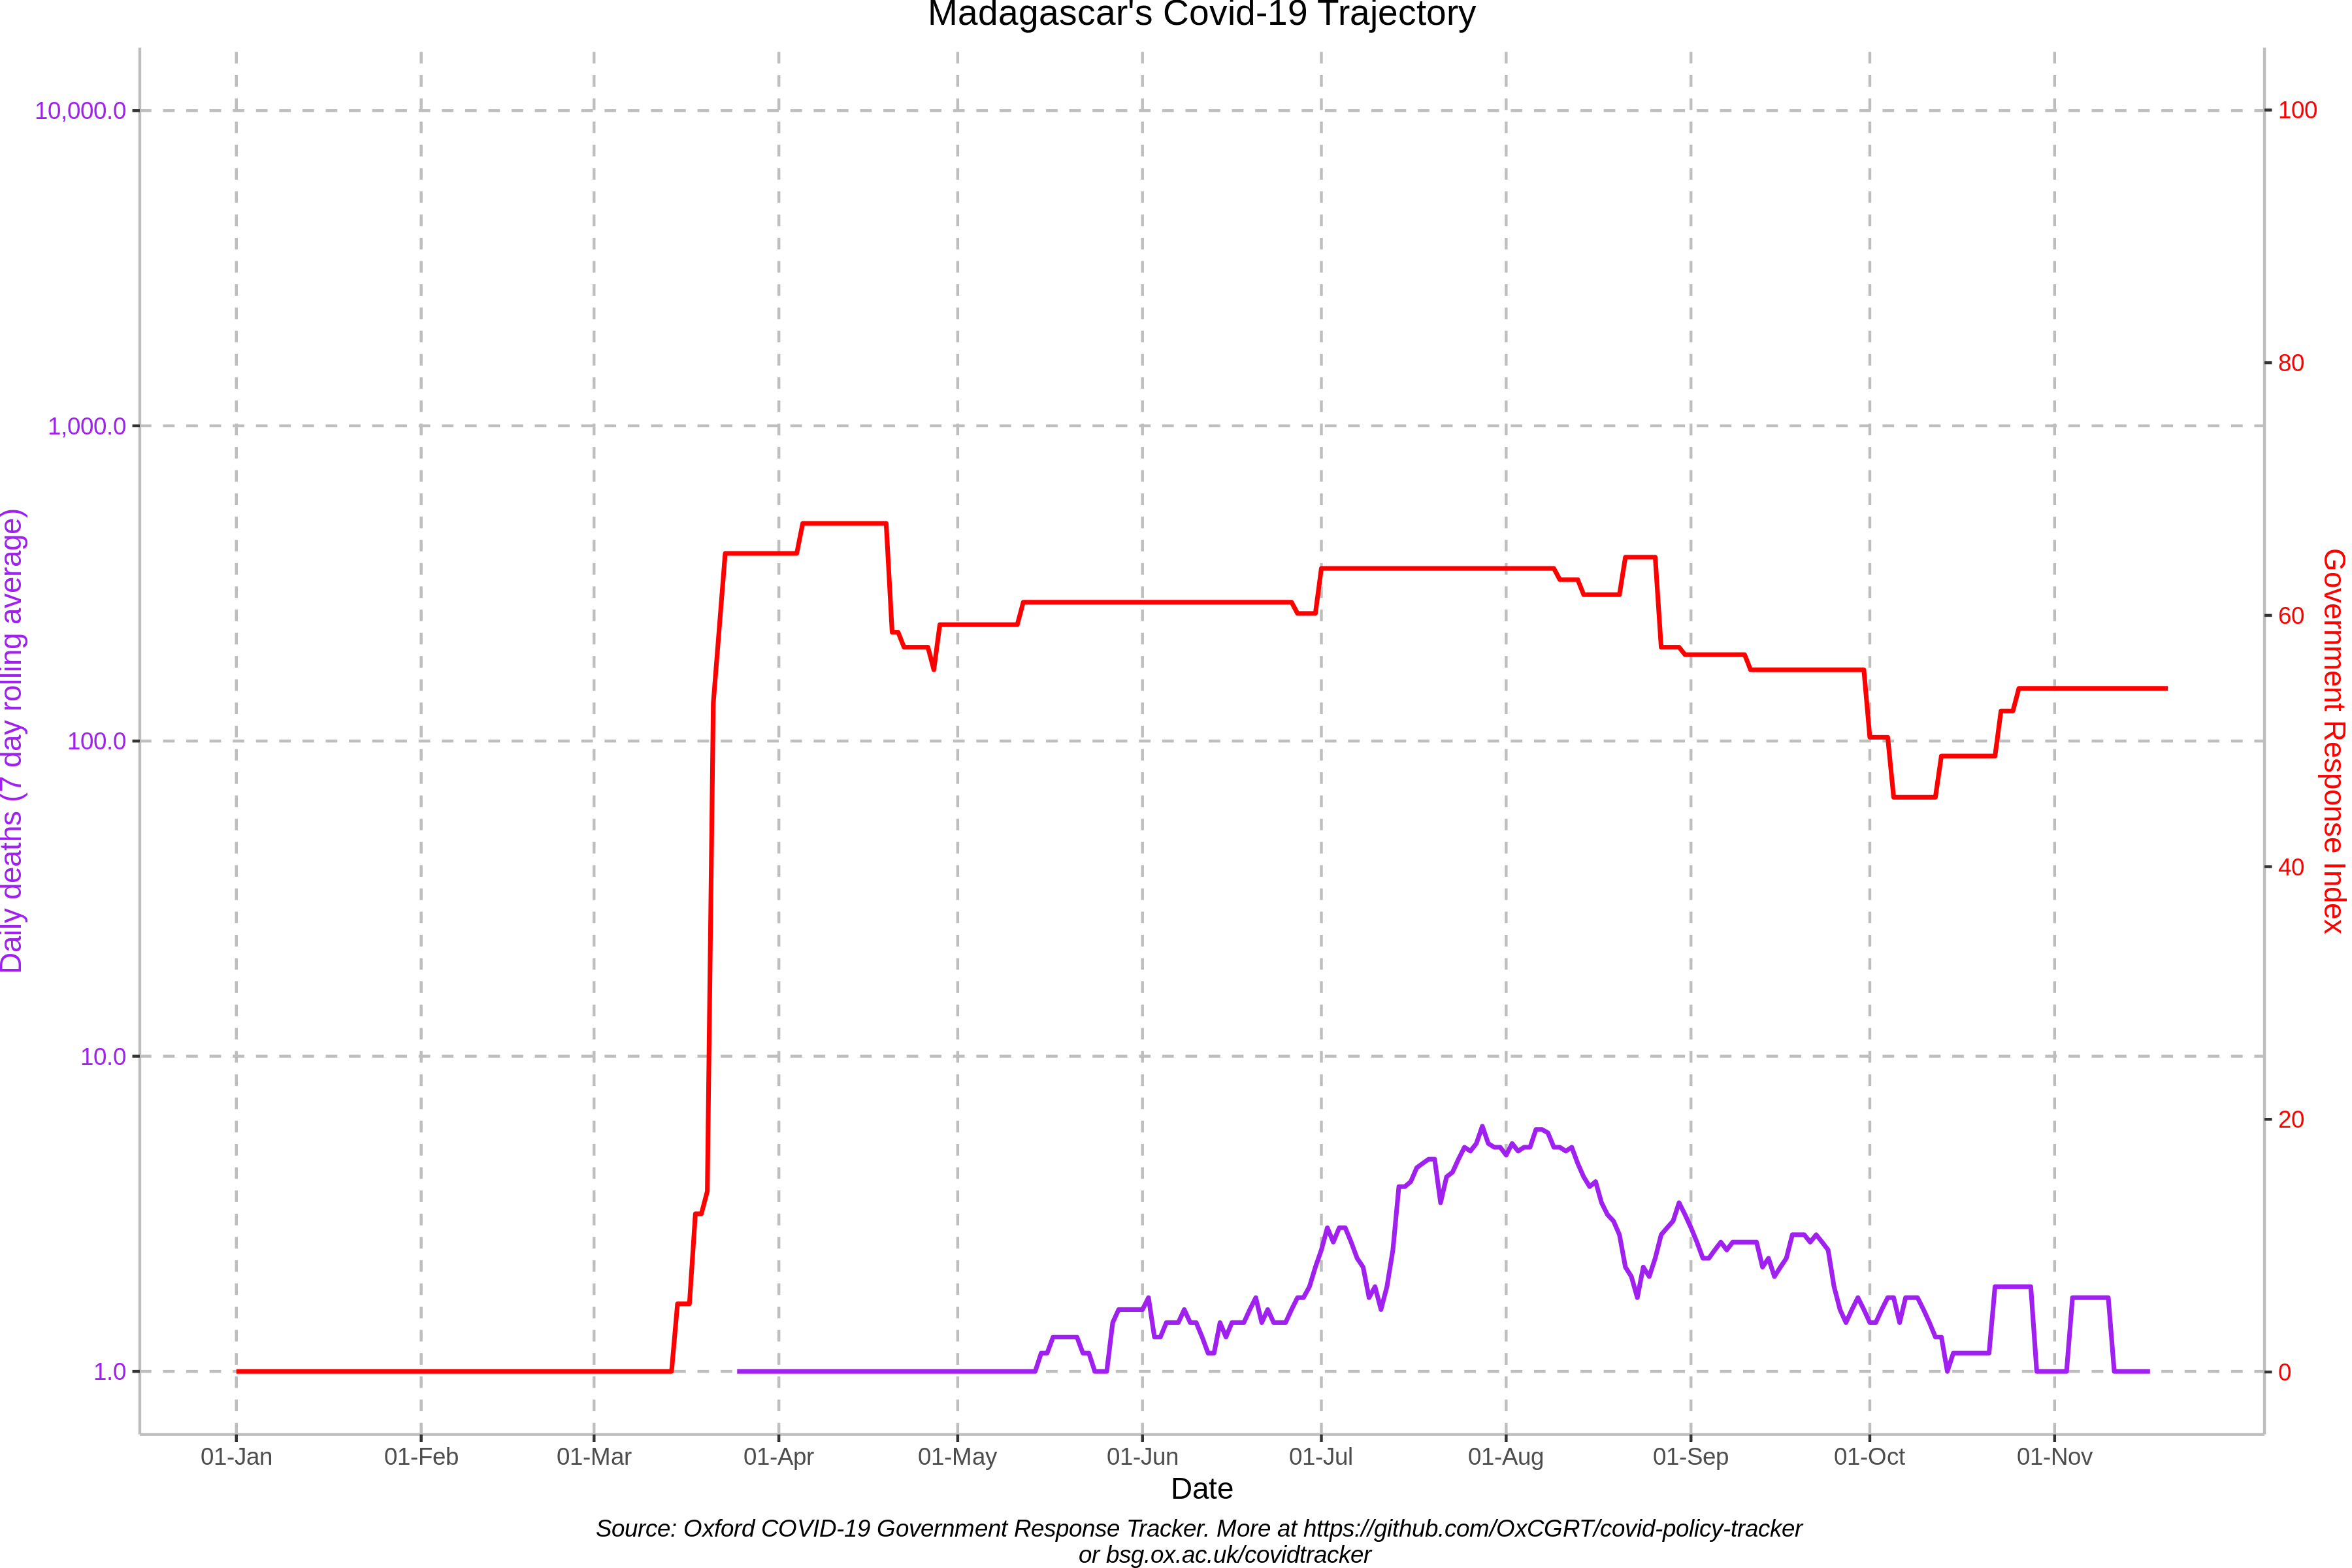 Madagascar's Covid-19 Trajectory
10,000.0
1,000.0
100.0
10.0
1.0
Daily deaths (7 day rolling average)
100
80
60
40
20
0
Government Response Index
01-Jan 01-Feb 01-Mar 01-Apr 01-May 01-Jun 01-Jul 01-Aug 01-Sep 01-Oct 01-Nov
Date
Source: Oxford COVID-19 Government Response Tracker. More at https://github.com/OxCGRT/covid-policy-tracker
or bsg.ox.ac.uk/covidtracker